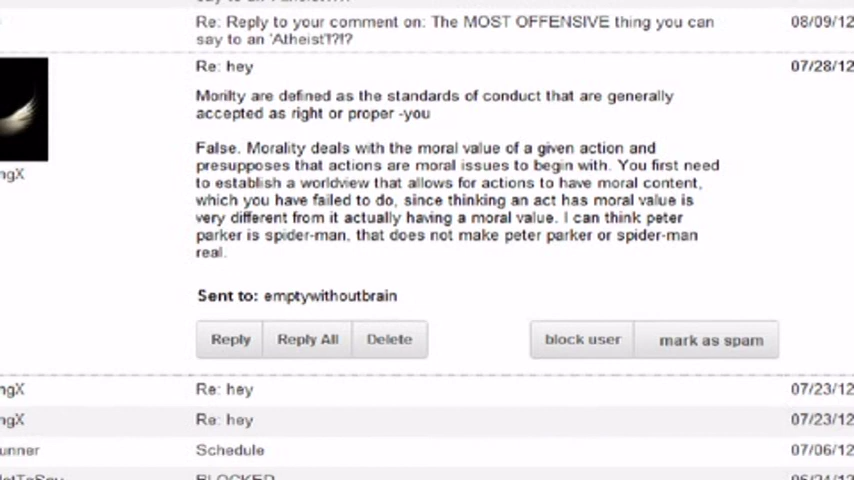 Re: Reply to your comment on: The MOST OFFENSIVE thing you can 08/09/12
say to an 'Atheist'!?!?
Re: hey 07/28/12
Morilty are defined as the standards of conduct that are generally
accepted as right or proper -you
ngX
False. Morality deals with the moral value of a given action and
presupposes that actions are moral issues to begin with. You first need
to establish a worldview that allows for actions to have moral content,
which you have failed to do, since thinking an act has moral value is
very different from it actually having a moral value. I can think peter
parker is spider-man, that does not make peter parker or spider-man
real.
Sent to: emptywithoutbrain
Reply Reply All Delete block user mark as spam
ngX Re: hey 07/23/12
ngX Re: hey 07/23/12
unner Schedule 07/06/12
BLOCKED